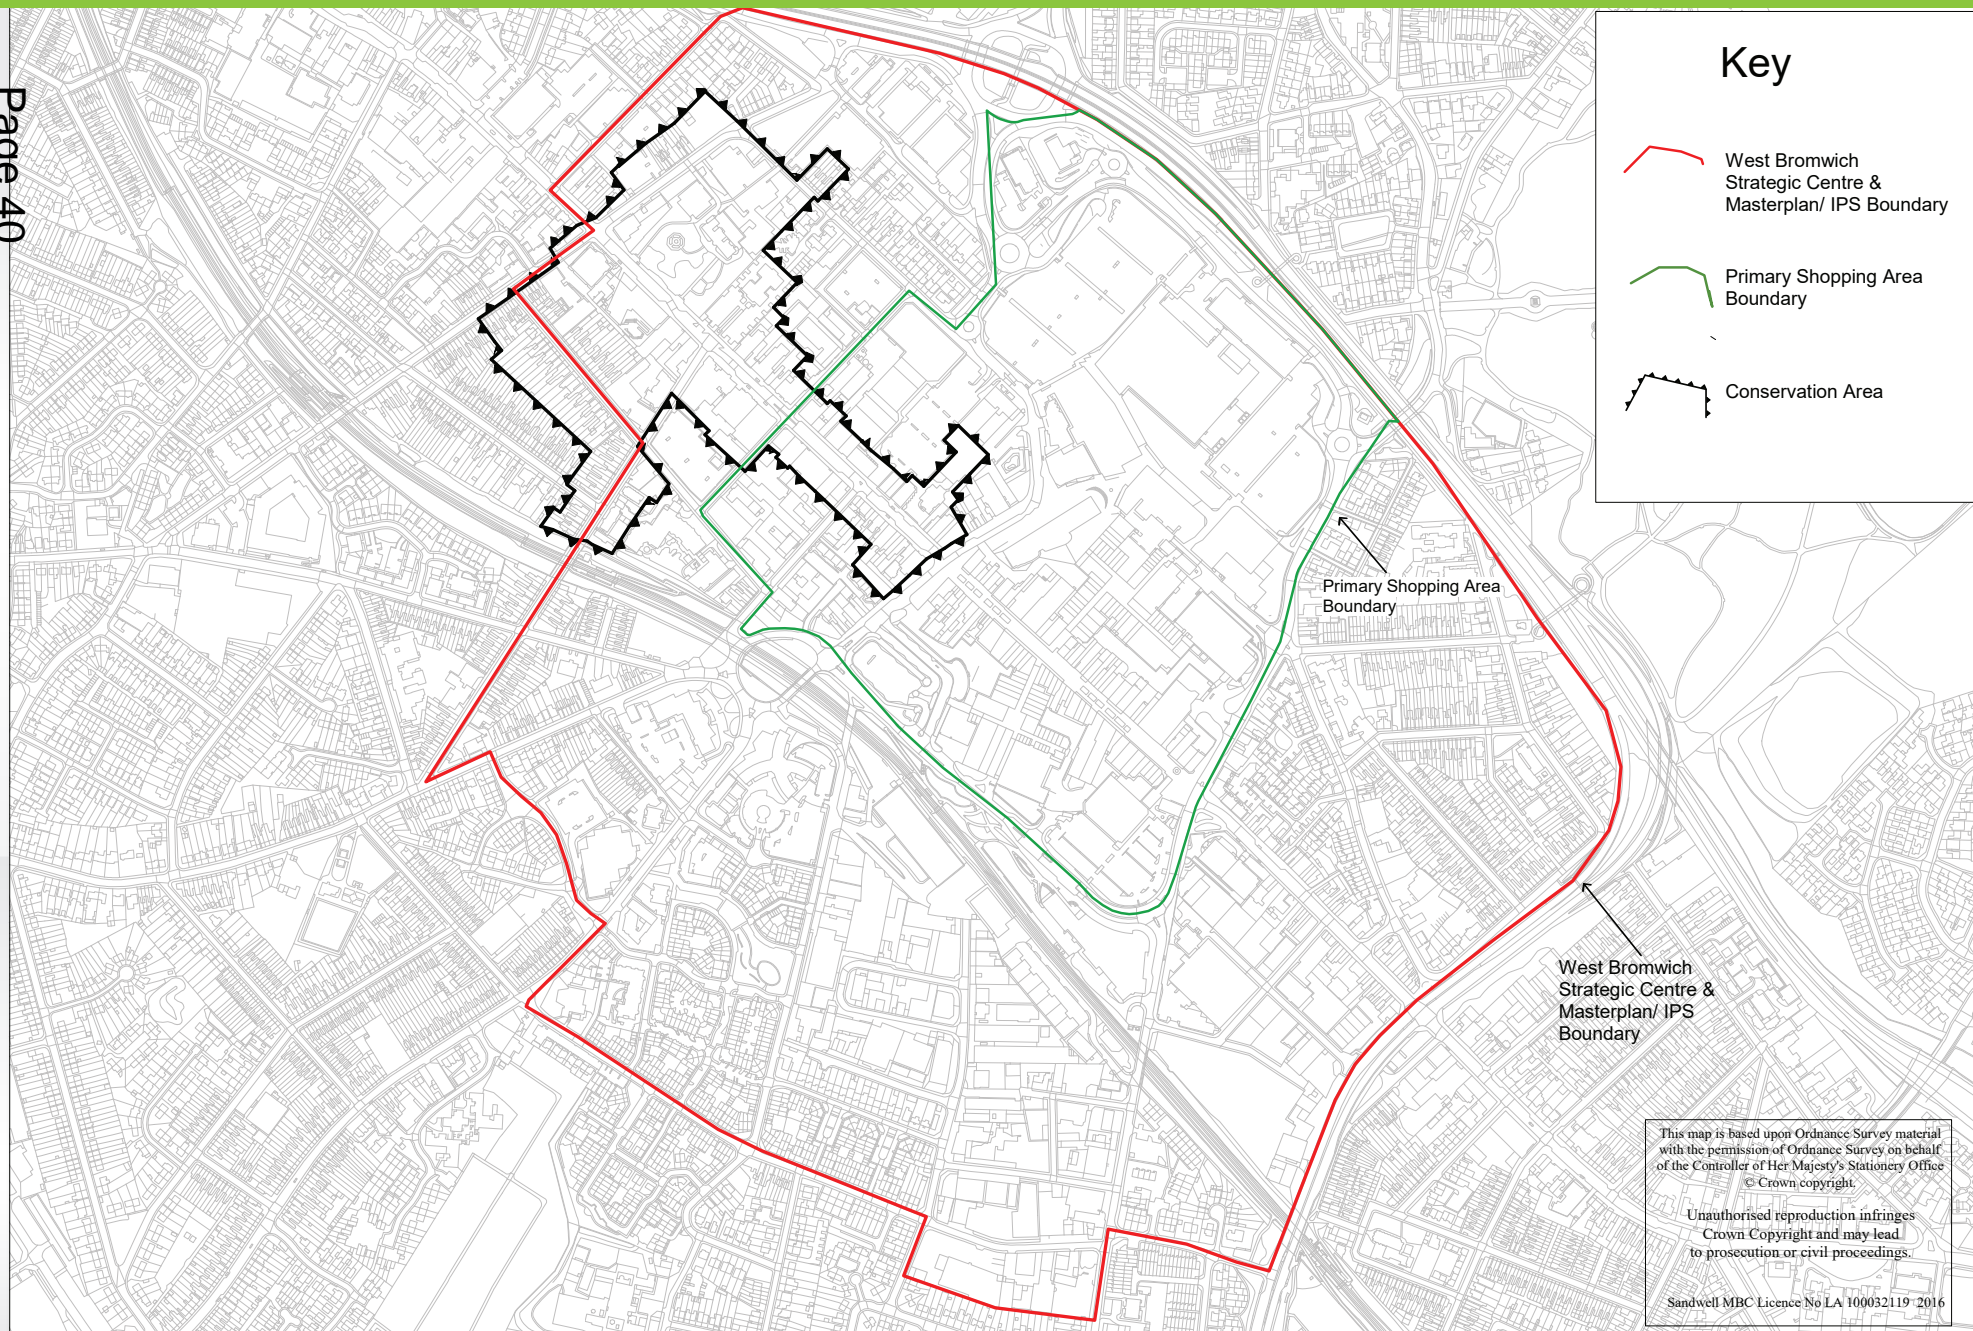 Page 40
Key
West Bromwich
Strategic Centre &
Masterplan/ IPS Boundary
Primary Shopping Area
Boundary
Conservation Area
Primary Shopping Area
Boundary
West Bromwich
Strategic Centre &
Masterplan/ IPS
Boundary
This map is based upon Ordnance Survey material
with the permission of Ordnance Survey on behalf
of the Controller of Her Majesty's Stationery Office
© Crown copyright.
Unauthorised reproduction infringes
Crown Copyright and may lead
to prosecution or civil proceedings.
Sandwell MBC Licence No LA 100032119 2016